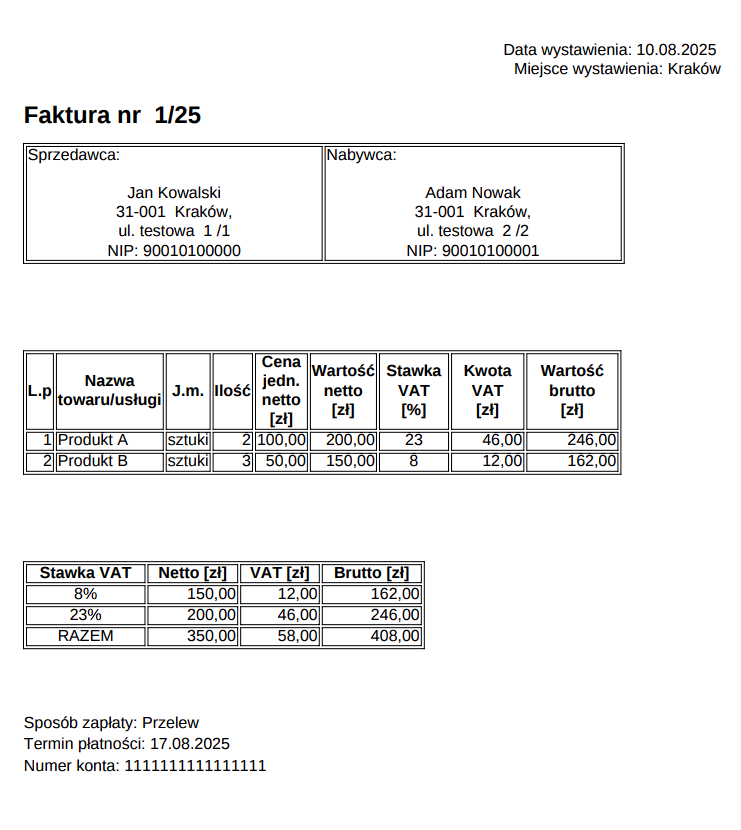 Data wystawienia: 10.08.2025
Miejsce wystawienia: Kraków
Faktura nr 1/25
Sprzedawca: Nabywca:
Jan Kowalski Adam Nowak
31-001 Kraków, 31-001 Kraków,
ul. testowa 1 /1 ul. testowa 2 /2
NIP: 90010100000 NIP: 90010100001
L.p Nazwa towaru/usługi J.m. Ilość Cena jedn. netto [zł] Wartość netto [zł] Stawka VAT [%] Kwota VAT [zł] Wartość brutto [zł]
1 Produkt A sztuki 2 100,00 200,00 23 46,00 246,00
2 Produkt B sztuki 3 50,00 150,00 8 12,00 162,00
Stawka VAT Netto [zł] VAT [zł] Brutto [zł]
8% 150,00 12,00 162,00
23% 200,00 46,00 246,00
RAZEM 350,00 58,00 408,00
Sposób zapłaty: Przelew
Termin płatności: 17.08.2025
Numer konta: 1111111111111111